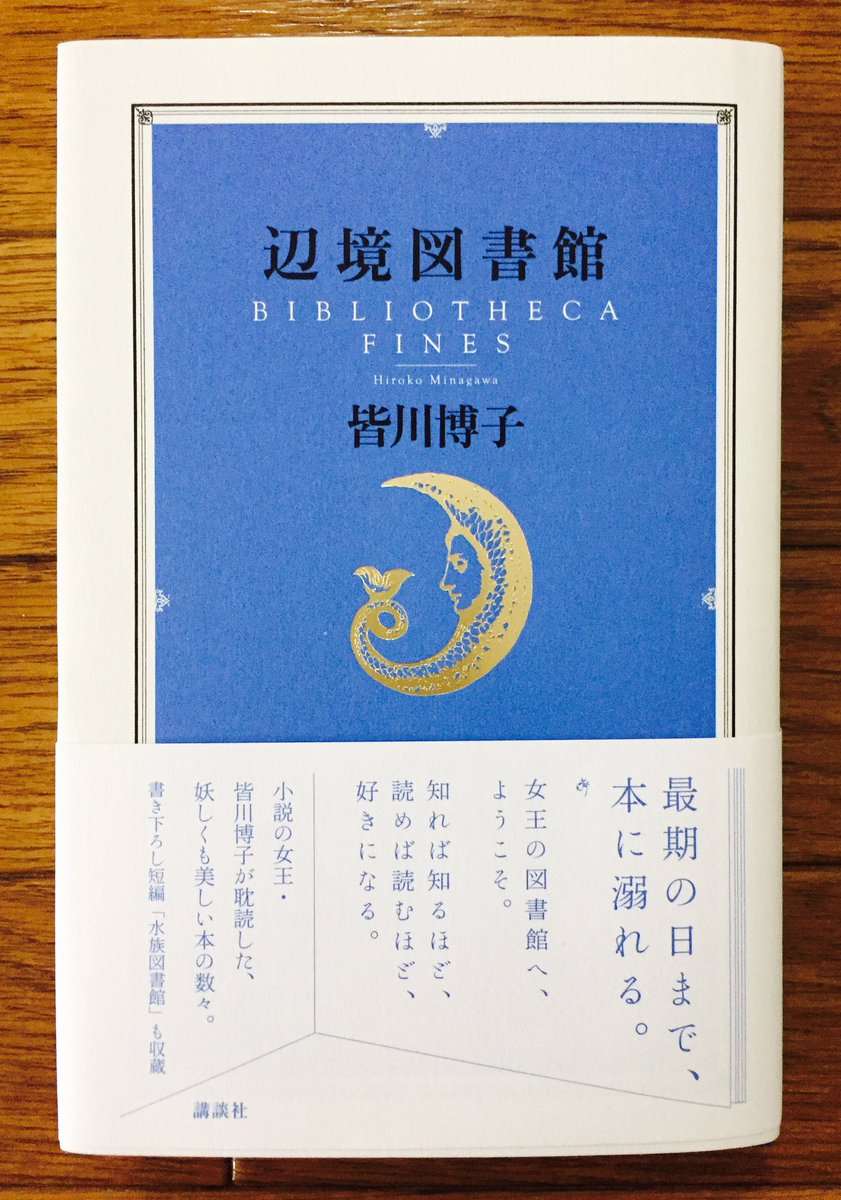 辺境図書館
BIBLIOTHECA
FINES
Hiroko Minagawa
皆川博子
最期の日まで、
本に溺れる。
女王の図書館へ、
ようこそ。
知れば知るほど、
読めば読むほど、
好きになる。
小説の女王・
皆川博子が耽読した、
妖しくも美しい本の数々。
書き下ろし短編「水族図書館」も収蔵
講談社